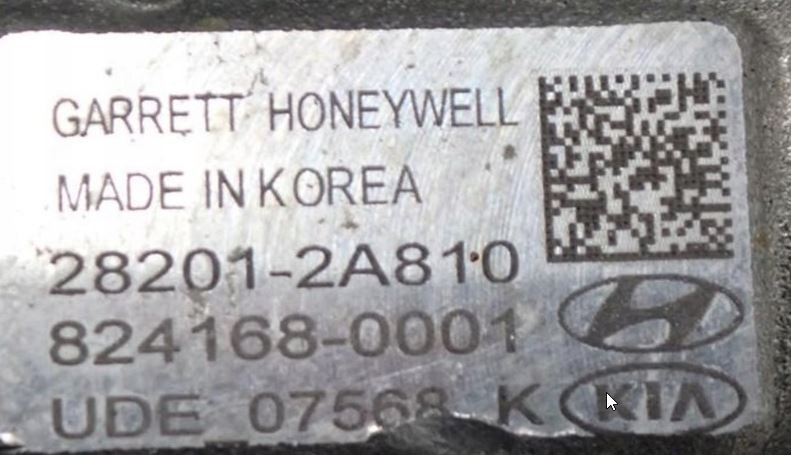 GARRETT HONEYWELL
MADE IN KOREA
28201-2A810
824168-0001
UDE 07568 K
KIA